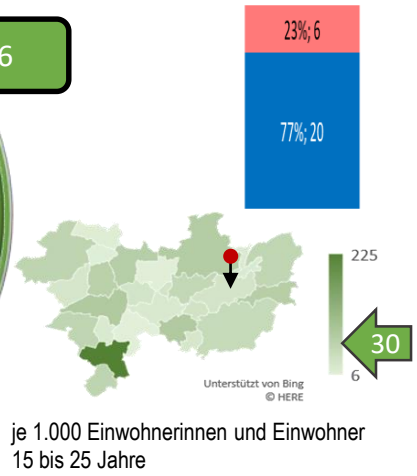 6
23%; 6
77%; 20
225
30
6
Unterstützt von Bing
© HERE
je 1.000 Einwohnerinnen und Einwohner
15 bis 25 Jahre